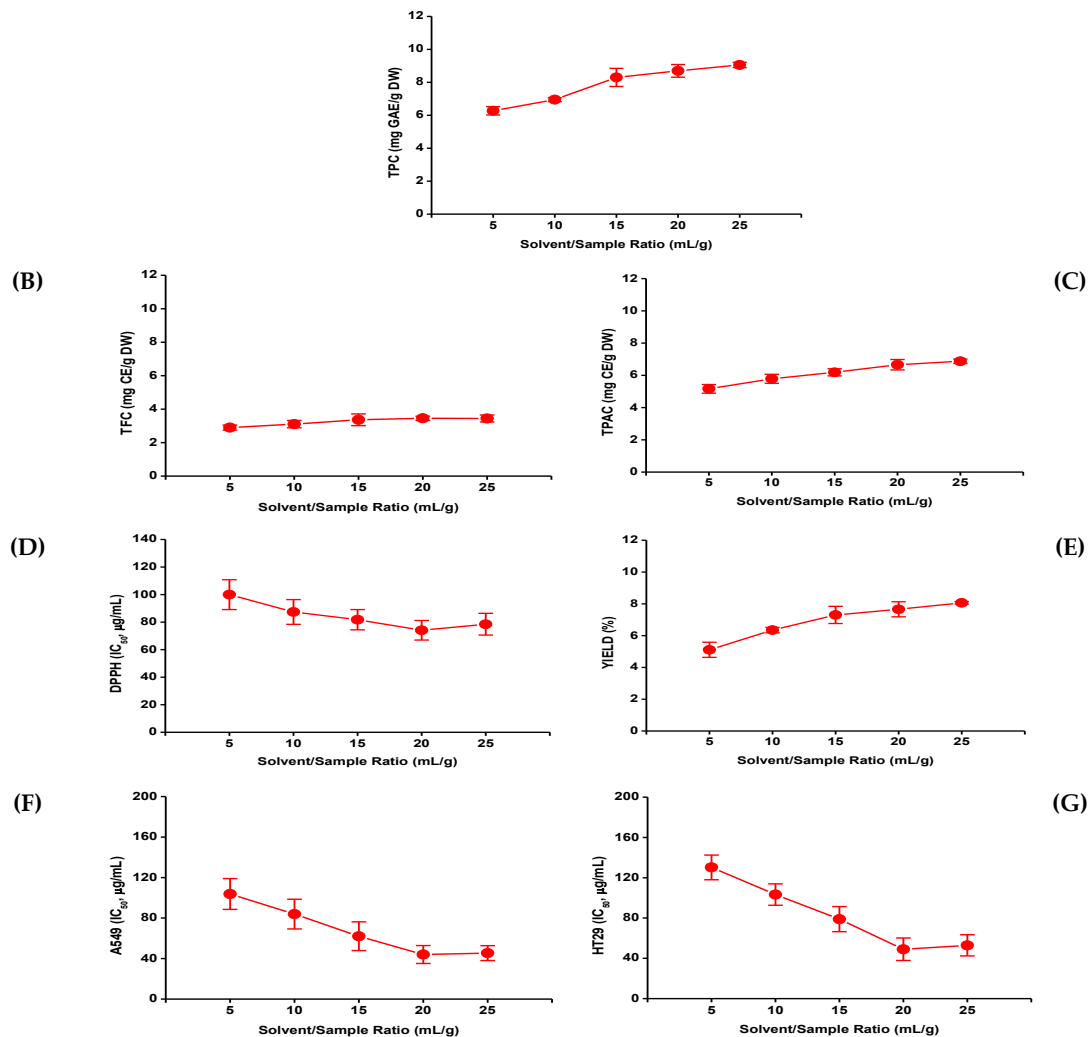 12
10
8
6
4
2
0
TPC (mg GAE/g DW)
5 10 15 20 25
Solvent/Sample Ratio (mL/g)
(B)
12
10
8
6
4
2
0
TFC (mg CE/g DW)
5 10 15 20 25
Solvent/Sample Ratio (mL/g)
(C)
12
10
8
6
4
2
0
TPAC (mg CE/g DW)
5 10 15 20 25
Solvent/Sample Ratio (mL/g)
(D)
140
120
100
80
60
40
20
0
DPPH (IC50, µg/mL)
5 10 15 20 25
Solvent/Sample Ratio (mL/g)
(E)
12
10
8
6
4
2
0
YIELD (%)
5 10 15 20 25
Solvent/Sample Ratio (mL/g)
(F)
200
160
120
80
40
0
A549 (IC50, µg/mL)
5 10 15 20 25
Solvent/Sample Ratio (mL/g)
(G)
200
160
120
80
40
0
HT29 (IC50, µg/mL)
5 10 15 20 25
Solvent/Sample Ratio (mL/g)